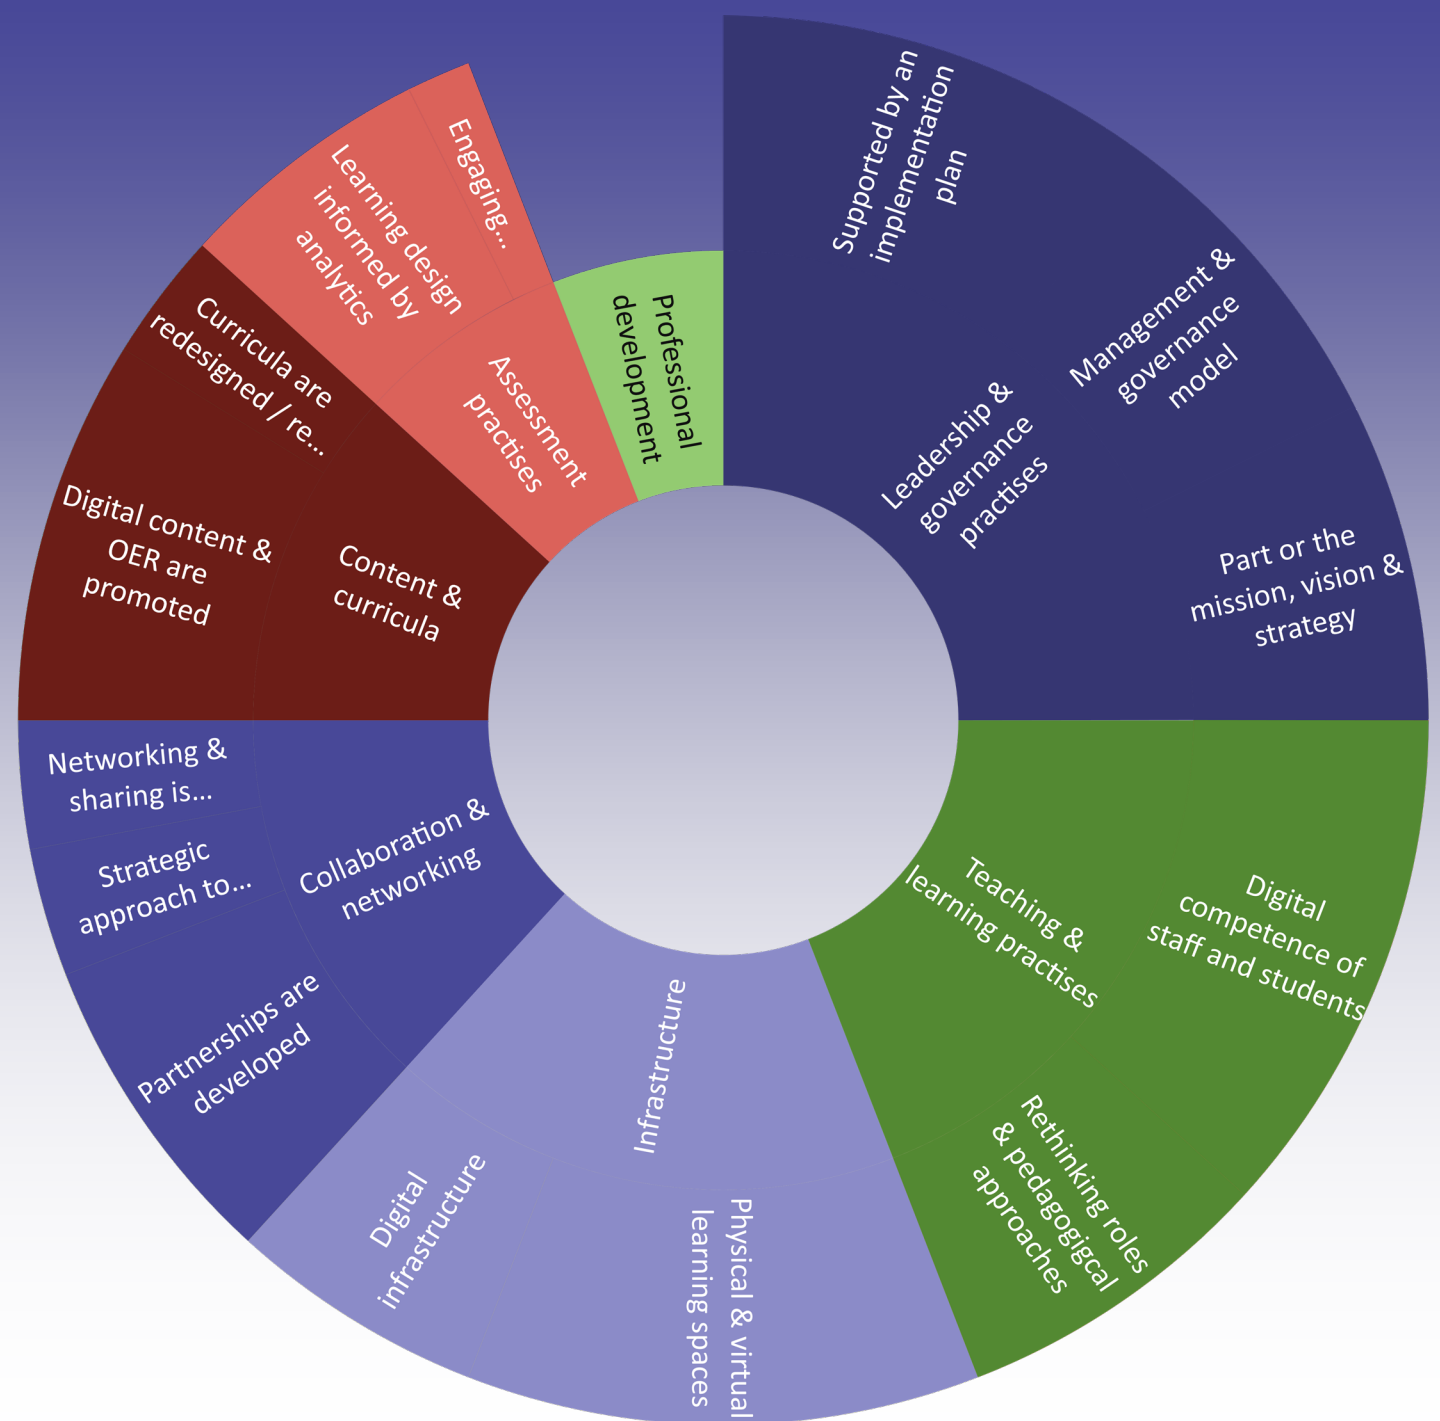 Supported by an
implementation
plan
Management &
governance
model
Leadership &
governance
practises
Part or the
mission, vision &
strategy
Teaching &
learning practises
Digital
competence of
staff and students
Rethinking roles
& pedagogigcal
approaches
Infrastructure
Physical & virtual
learning spaces
Digital
infrastructure
Collaboration &
networking
Partnerships are
developed
Strategic
approach to...
Networking &
sharing is...
Content &
curricula
Digital content &
OER are
promoted
Curricula are
redesigned / re...
Assessment
practises
Learning design
informed by
analytics
Engaging...
Professional
development